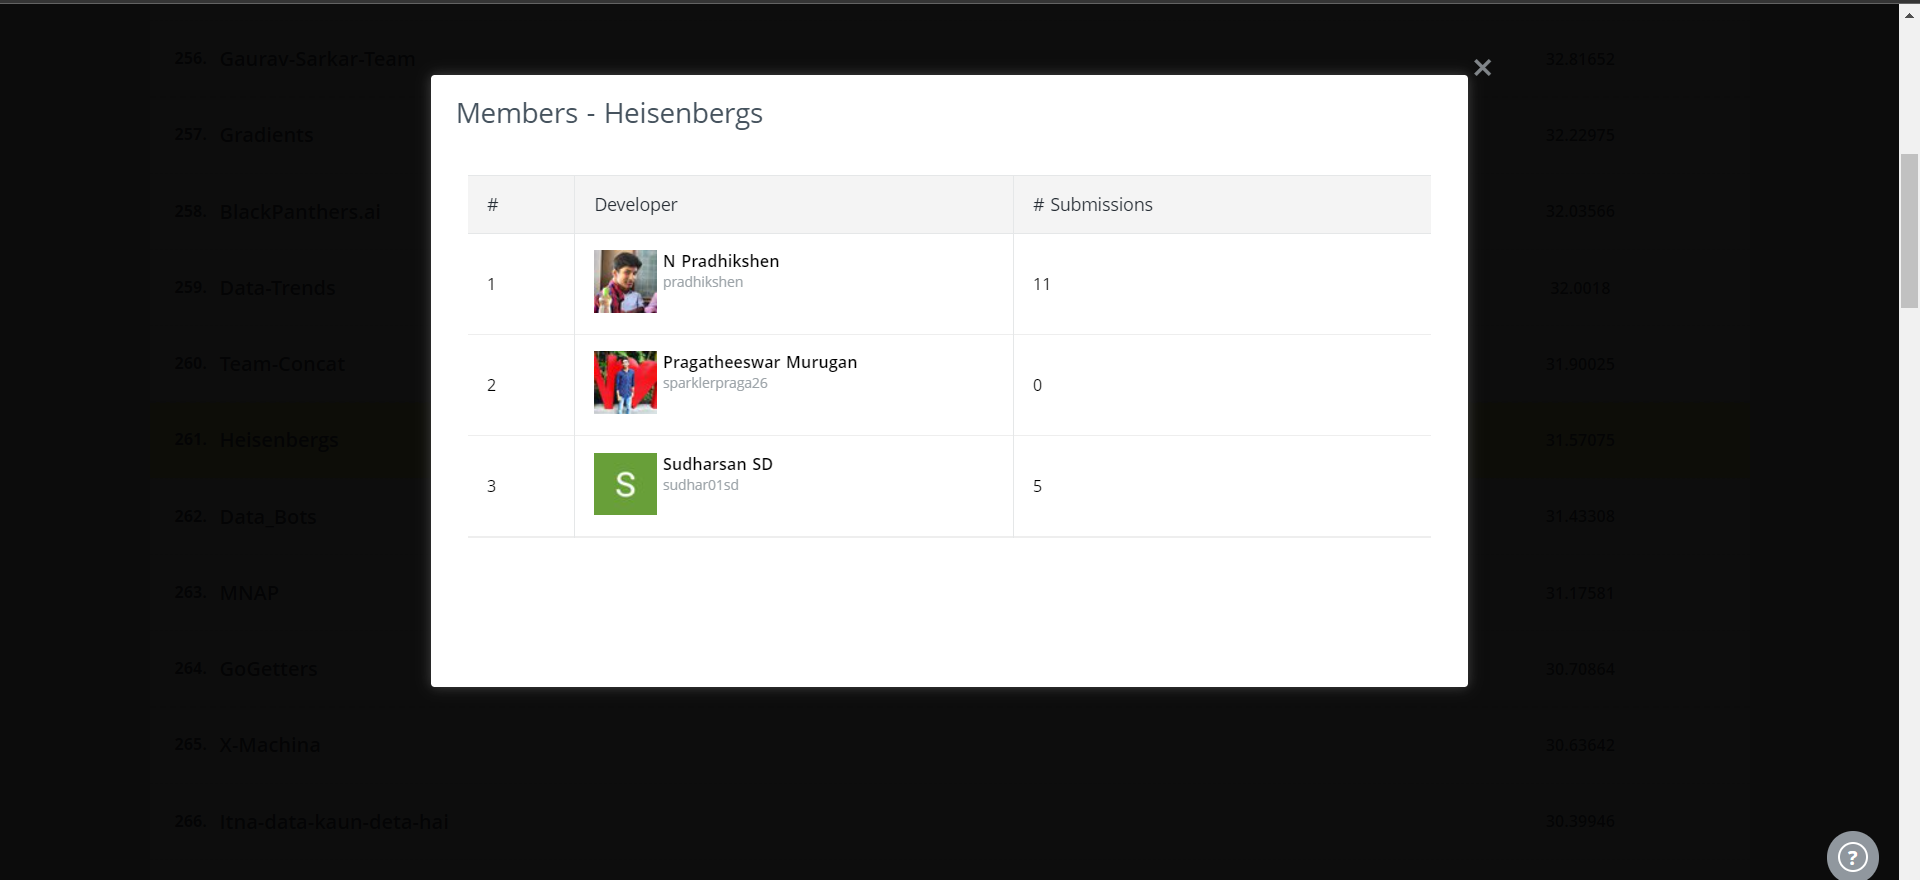 256. Gaurav-Sarkar-Team 32.81652
Members - Heisenbergs
257. Gradients 32.22975
# Developer # Submissions
258. BlackPanthers.ai 32.03566
N Pradhikshen
1 pradhikshen 11
259. Data-Trends 32.0018
260. Team-Concat 31.90025
Pragatheeswar Murugan
2 sparklerpraga26 0
261. Heisenbergs 31.57075
Sudharsan SD
3 sudhar01sd 5
S
262. Data_Bots 31.43308
263. MNAP 31.17581
264. GoGetters 30.70864
265. X-Machina 30.63642
266. Itna-data-kaun-deta-hai 30.39946
?